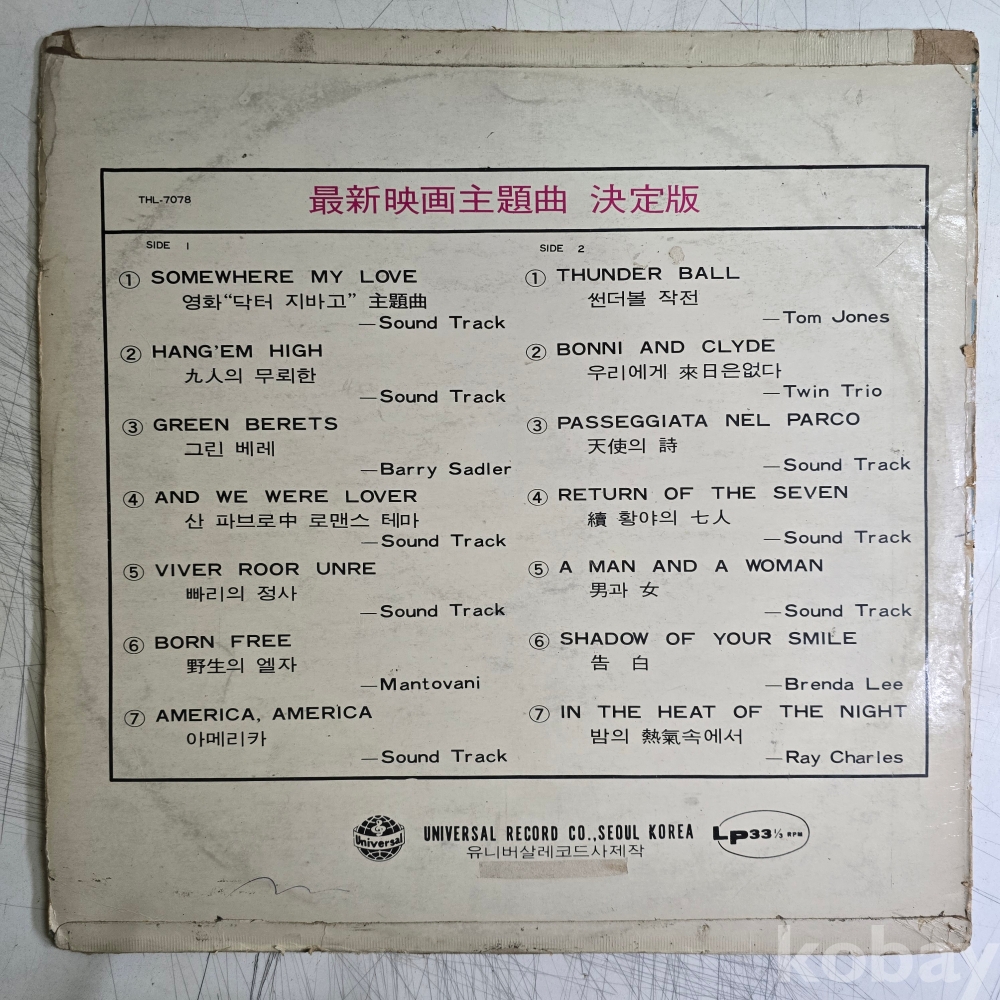 THL-7078
最新映画主題曲 決定版
SIDE 1
① SOMEWHERE MY LOVE
영화“닥터 지바고” 主題曲
—Sound Track
② HANG'EM HIGH
九人의 무뢰한
—Sound Track
③ GREEN BERETS
그린 베레
—Barry Sadler
④ AND WE WERE LOVER
산 파브로中 로맨스 테마
—Sound Track
⑤ VIVER ROOR UNRE
빠리의 정사
—Sound Track
⑥ BORN FREE
野生의 엘자
—Mantovani
⑦ AMERICA, AMERICA
아메리카
—Sound Track
SIDE 2
① THUNDER BALL
썬더볼 작전
—Tom Jones
② BONNI AND CLYDE
우리에게 來日은없다
—Twin Trio
③ PASSEGGIATA NEL PARCO
天使의 詩
—Sound Track
④ RETURN OF THE SEVEN
續 황야의 七人
—Sound Track
⑤ A MAN AND A WOMAN
男과 女
—Sound Track
⑥ SHADOW OF YOUR SMILE
告 白
—Brenda Lee
⑦ IN THE HEAT OF THE NIGHT
밤의 熱氣속에서
—Ray Charles
Universal
UNIVERSAL RECORD CO.,SEOUL KOREA
유니버살레코드사제작
LP 33 1/3 RPM
kobay